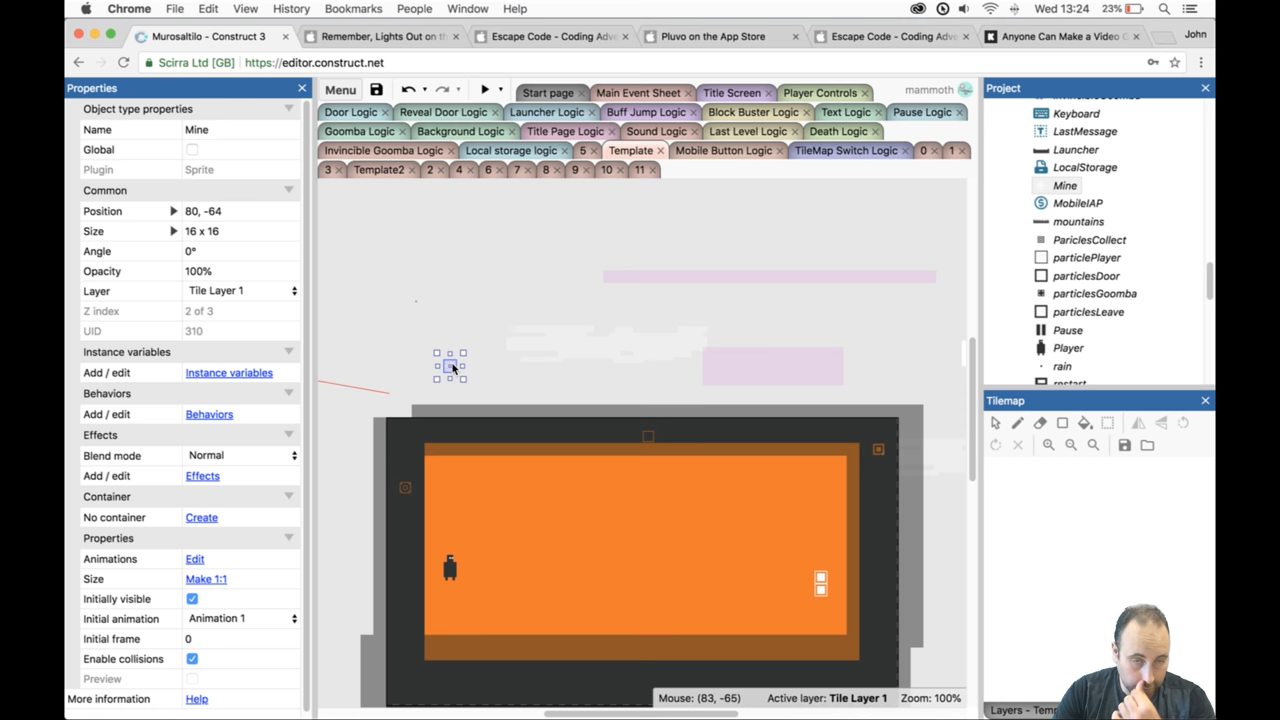 Chrome File Edit View History Bookmarks People Window Help Wed 13:24 23%
Murosaltilo - Construct 3 Remember, Lights Out on th Escape Code - Coding Adve Pluvo on the App Store Escape Code - Coding Adve Anyone Can Make a Video G John
Scirra Ltd [GB] https://editor.construct.net
Properties
Object type properties
Name Mine
Global
Plugin Sprite
Common
Position 80, -64
Size 16 x 16
Angle 0°
Opacity 100%
Layer Tile Layer 1
Z index 2 of 3
UID 310
Instance variables
Add / edit Instance variables
Behaviors
Add / edit Behaviors
Effects
Blend mode Normal
Add / edit Effects
Container
No container Create
Properties
Animations Edit
Size Make 1:1
Initially visible
Initial animation Animation 1
Initial frame 0
Enable collisions
Preview
More information Help
Menu Start page Main Event Sheet Title Screen Player Controls mammoth
Door Logic Reveal Door Logic Launcher Logic Buff Jump Logic Block Buster Logic Text Logic Pause Logic
Goomba Logic Background Logic Title Page Logic Sound Logic Last Level Logic Death Logic
Invincible Goomba Logic Local storage logic 5 Template Mobile Button Logic TileMap Switch Logic 0 1
3 Template2 2 4 6 7 8 9 10 11
Mouse: (83, -65) Active layer: Tile Layer 1 Zoom: 100%
Project
Keyboard
LastMessage
Launcher
LocalStorage
Mine
MobileIAP
mountains
PariclesCollect
particlePlayer
particlesDoor
particlesGoomba
particlesLeave
Pause
Player
rain
restart
Tilemap